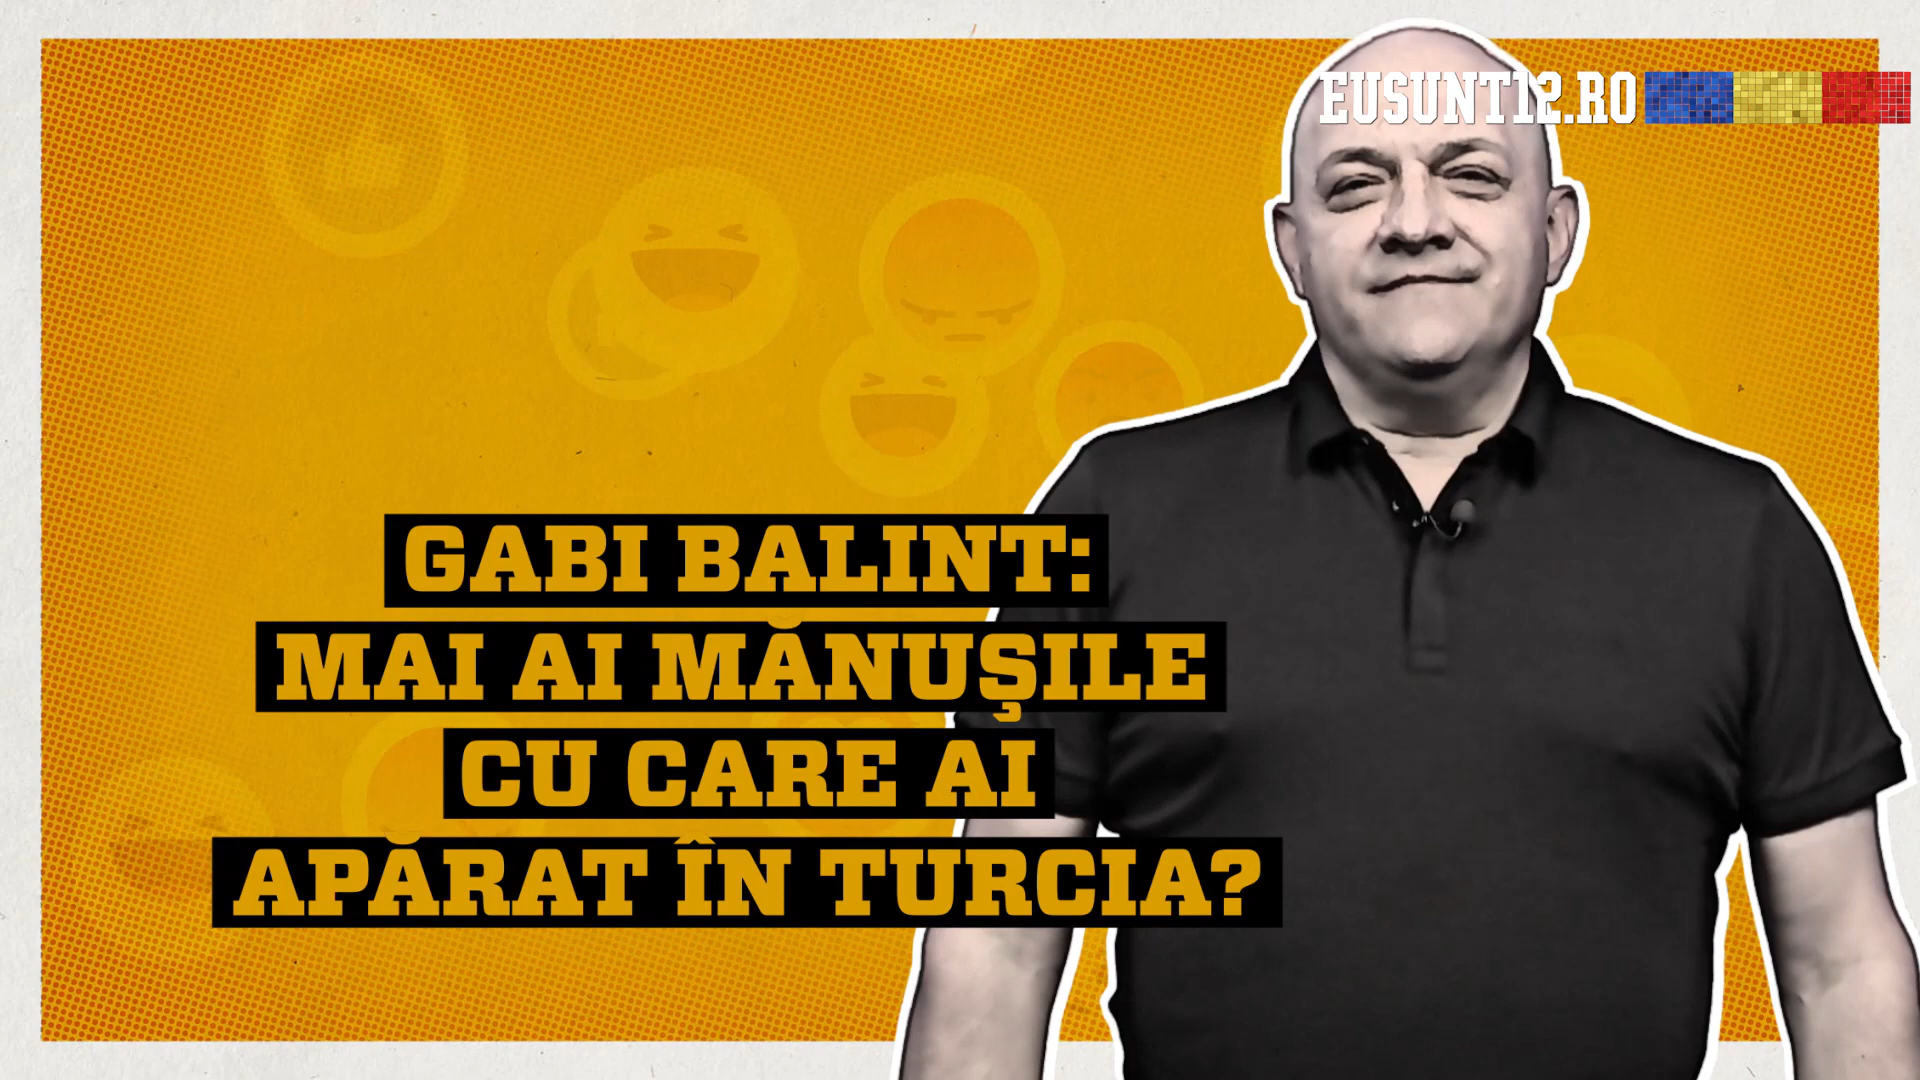 EUSUNT12.RO
GABI BALINT:
MAI AI MĂNUȘILE
CU CARE AI
APĂRAT ÎN TURCIA?